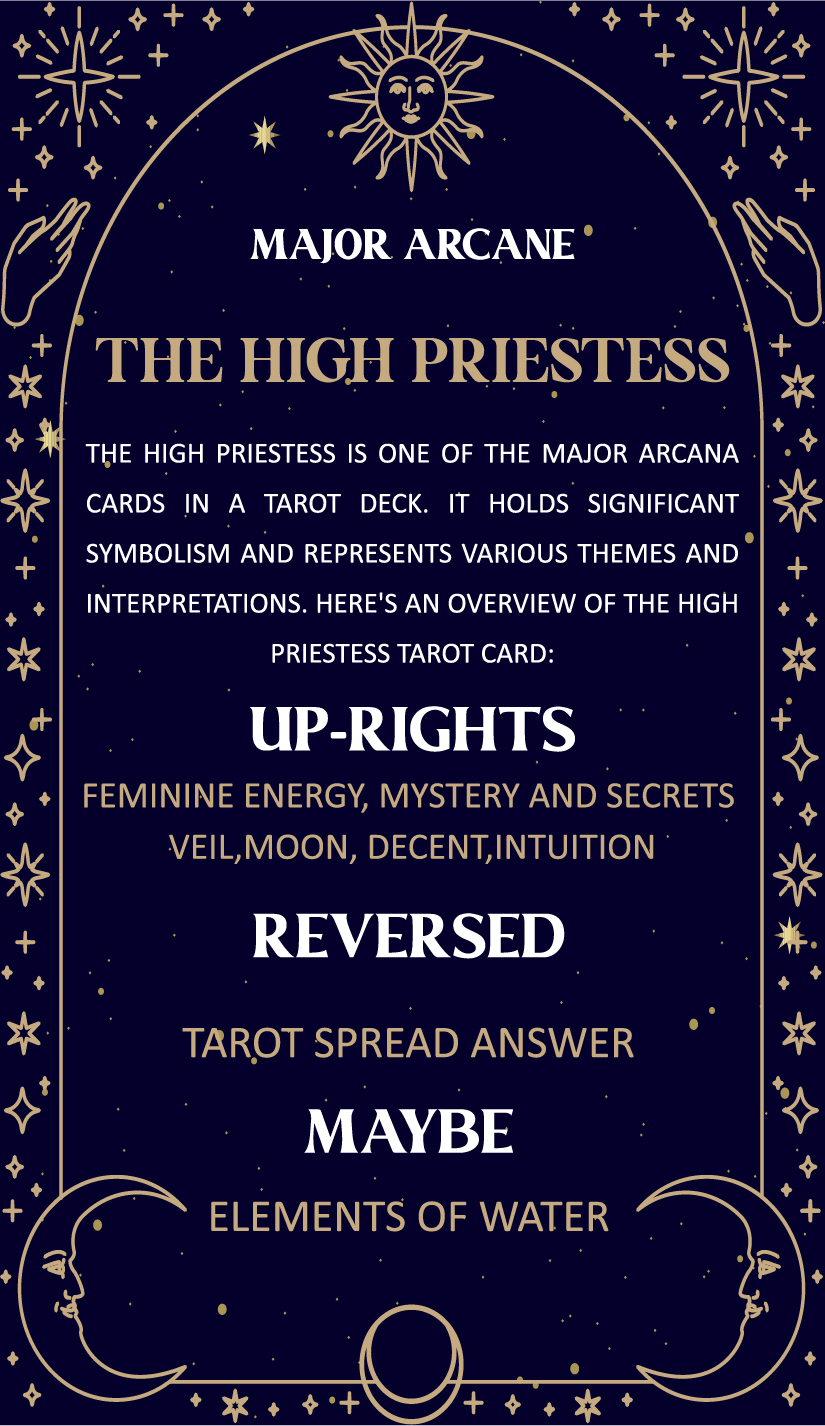 MAJOR ARCANE
THE HIGH PRIESTESS
THE HIGH PRIESTESS IS ONE OF THE MAJOR ARCANA
CARDS IN A TAROT DECK. IT HOLDS SIGNIFICANT
SYMBOLISM AND REPRESENTS VARIOUS THEMES AND
INTERPRETATIONS. HERE'S AN OVERVIEW OF THE HIGH
PRIESTESS TAROT CARD:
UP-RIGHTS
FEMININE ENERGY, MYSTERY AND SECRETS
VEIL,MOON, DECENT,INTUITION
REVERSED
TAROT SPREAD ANSWER
MAYBE
ELEMENTS OF WATER